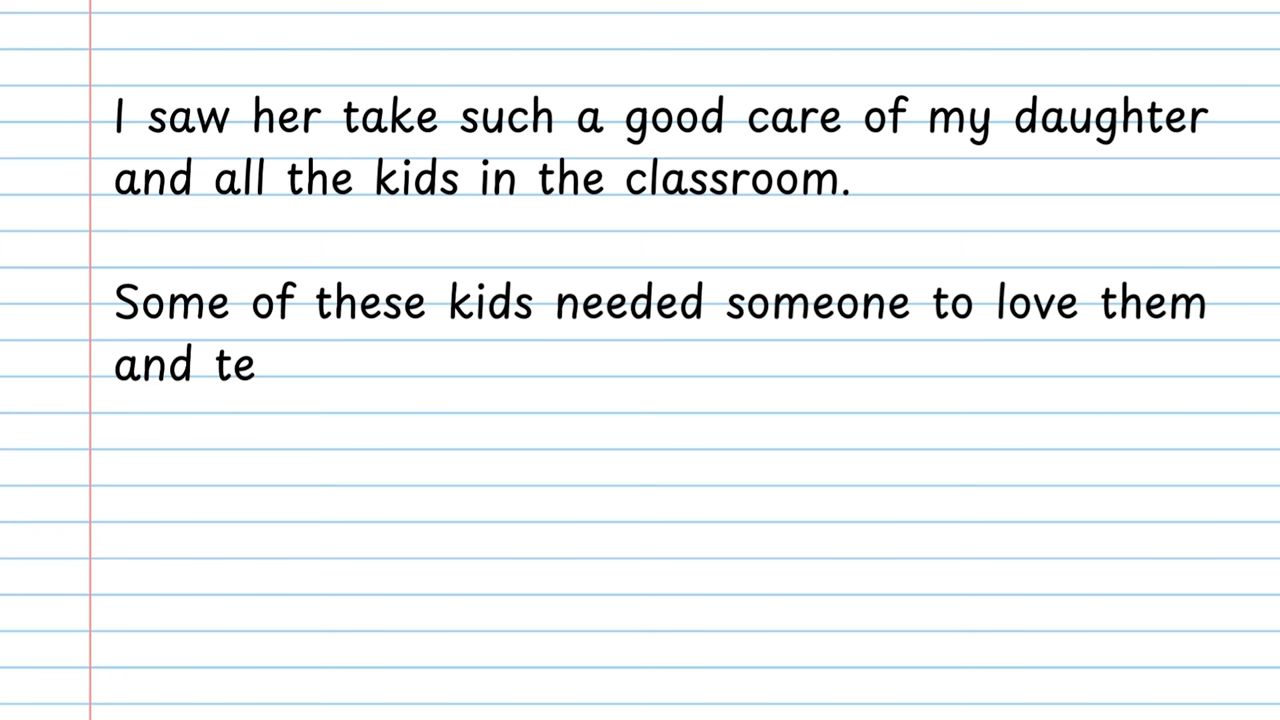 I saw her take such a good care of my daughter
and all the kids in the classroom.
Some of these kids needed someone to love them
and te